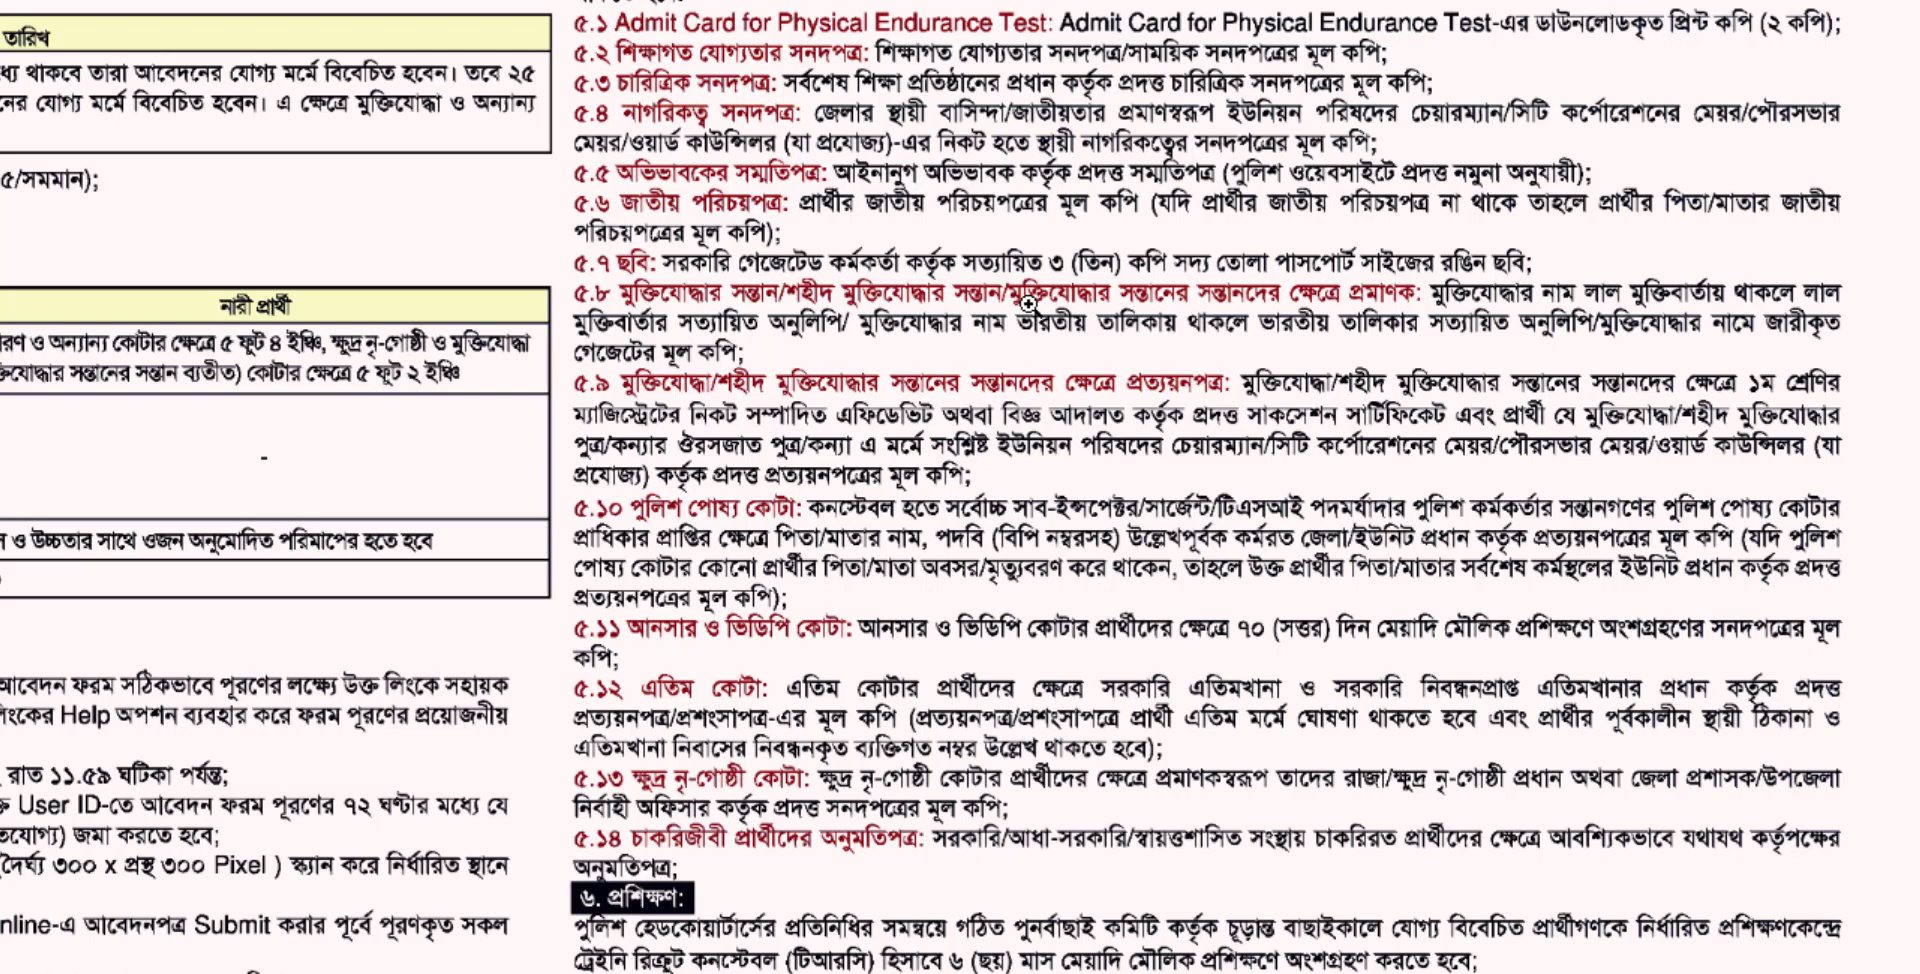 তারিখ
থাকবে তারা আবেদনের যোগ্য মর্মে বিবেচিত হবেন। তবে ২৫
যোগ্য মর্মে বিবেচিত হবেন। এ ক্ষেত্রে মুক্তিযোদ্ধা ও অন্যান্য
৫/সমমান);
নারী প্রার্থী
ও অন্যান্য কোটার ক্ষেত্রে ৫ ফুট ৪ ইঞ্চি, ক্ষুদ্র নৃ-গোষ্ঠী ও মুক্তিযোদ্ধা
সন্তানের সন্তান ব্যতীত) কোটার ক্ষেত্রে ৫ ফুট ২ ইঞ্চি
-
ও উচ্চতার সাথে ওজন অনুমোদিত পরিমাপের হতে হবে
আবেদন ফরম সঠিকভাবে পূরণের লক্ষ্যে উক্ত লিংকে সহায়ক
Help অপশন ব্যবহার করে ফরম পূরণের প্রয়োজনীয়
রাত ১১.৫৯ ঘটিকা পর্যন্ত;
User ID-তে আবেদন ফরম পূরণের ৭২ ঘণ্টার মধ্যে যে
জমা করতে হবে;
৩০০ x প্রস্থ ৩০০ Pixel ) স্ক্যান করে নির্ধারিত স্থানে
আবেদনপত্র Submit করার পূর্বে পূরণকৃত সকল
৫.১ Admit Card for Physical Endurance Test: Admit Card for Physical Endurance Test-এর ডাউনলোডকৃত প্রিন্ট কপি (২ কপি);
৫.২ শিক্ষাগত যোগ্যতার সনদপত্র: শিক্ষাগত যোগ্যতার সনদপত্র/সাময়িক সনদপত্রের মূল কপি;
৫.৩ চারিত্রিক সনদপত্র: সর্বশেষ শিক্ষা প্রতিষ্ঠানের প্রধান কর্তৃক প্রদত্ত চারিত্রিক সনদপত্রের মূল কপি;
৫.৪ নাগরিকত্ব সনদপত্র: জেলার স্থায়ী বাসিন্দা/জাতীয়তার প্রমাণস্বরূপ ইউনিয়ন পরিষদের চেয়ারম্যান/সিটি কর্পোরেশনের মেয়র/পৌরসভার
মেয়র/ওয়ার্ড কাউন্সিলর (যা প্রযোজ্য)-এর নিকট হতে স্থায়ী নাগরিকত্বের সনদপত্রের মূল কপি;
৫.৫ অভিভাবকের সম্মতিপত্র: আইনানুগ অভিভাবক কর্তৃক প্রদত্ত সম্মতিপত্র (পুলিশ ওয়েবসাইটে প্রদত্ত নমুনা অনুযায়ী);
৫.৬ জাতীয় পরিচয়পত্র: প্রার্থীর জাতীয় পরিচয়পত্রের মূল কপি (যদি প্রার্থীর জাতীয় পরিচয়পত্র না থাকে তাহলে প্রার্থীর পিতা/মাতার জাতীয়
পরিচয়পত্রের মূল কপি);
৫.৭ ছবি: সরকারি গেজেটেড কর্মকর্তা কর্তৃক সত্যায়িত ৩ (তিন) কপি সদ্য তোলা পাসপোর্ট সাইজের রঙিন ছবি;
৫.৮ মুক্তিযোদ্ধার সন্তান/শহীদ মুক্তিযোদ্ধার সন্তান/মুক্তিযোদ্ধার সন্তানের সন্তানদের ক্ষেত্রে প্রমাণক: মুক্তিযোদ্ধার নাম লাল মুক্তিবার্তায় থাকলে লাল
মুক্তিবার্তার সত্যায়িত অনুলিপি/ মুক্তিযোদ্ধার নাম ভারতীয় তালিকায় থাকলে ভারতীয় তালিকার সত্যায়িত অনুলিপি/মুক্তিযোদ্ধার নামে জারীকৃত
গেজেটের মূল কপি;
৫.৯ মুক্তিযোদ্ধা/শহীদ মুক্তিযোদ্ধার সন্তানের সন্তানদের ক্ষেত্রে প্রত্যয়নপত্র: মুক্তিযোদ্ধা/শহীদ মুক্তিযোদ্ধার সন্তানের সন্তানদের ক্ষেত্রে ১ম শ্রেণির
ম্যাজিস্ট্রেটের নিকট সম্পাদিত এফিডেভিট অথবা বিজ্ঞ আদালত কর্তৃক প্রদত্ত সাকসেশন সার্টিফিকেট এবং প্রার্থী যে মুক্তিযোদ্ধা/শহীদ মুক্তিযোদ্ধার
পুত্র/কন্যার ঔরসজাত পুত্র/কন্যা এ মর্মে সংশ্লিষ্ট ইউনিয়ন পরিষদের চেয়ারম্যান/সিটি কর্পোরেশনের মেয়র/পৌরসভার মেয়র/ওয়ার্ড কাউন্সিলর (যা
প্রযোজ্য) কর্তৃক প্রদত্ত প্রত্যয়নপত্রের মূল কপি;
৫.১০ পুলিশ পোষ্য কোটা: কনস্টেবল হতে সর্বোচ্চ সাব-ইন্সপেক্টর/সার্জেন্ট/টিএসআই পদমর্যাদার পুলিশ কর্মকর্তার সন্তানগণের পুলিশ পোষ্য কোটার
প্রাধিকার প্রাপ্তির ক্ষেত্রে পিতা/মাতার নাম, পদবি (বিপি নম্বরসহ) উল্লেখপূর্বক কর্মরত জেলা/ইউনিট প্রধান কর্তৃক প্রত্যয়নপত্রের মূল কপি (যদি পুলিশ
পোষ্য কোটার কোনো প্রার্থীর পিতা/মাতা অবসর/মৃত্যুবরণ করে থাকেন, তাহলে উক্ত প্রার্থীর পিতা/মাতার সর্বশেষ কর্মস্থলের ইউনিট প্রধান কর্তৃক প্রদত্ত
প্রত্যয়নপত্রের মূল কপি);
৫.১১ আনসার ও ভিডিপি কোটা: আনসার ও ভিডিপি কোটার প্রার্থীদের ক্ষেত্রে ৭০ (সত্তর) দিন মেয়াদি মৌলিক প্রশিক্ষণে অংশগ্রহণের সনদপত্রের মূল
কপি;
৫.১২ এতিম কোটা: এতিম কোটার প্রার্থীদের ক্ষেত্রে সরকারি এতিমখানা ও সরকারি নিবন্ধনপ্রাপ্ত এতিমখানার প্রধান কর্তৃক প্রদত্ত
প্রত্যয়নপত্র/প্রশংসাপত্র-এর মূল কপি (প্রত্যয়নপত্র/প্রশংসাপত্রে প্রার্থী এতিম মর্মে ঘোষণা থাকতে হবে এবং প্রার্থীর পূর্বকালীন স্থায়ী ঠিকানা ও
এতিমখানা নিবাসের নিবন্ধনকৃত ব্যক্তিগত নম্বর উল্লেখ থাকতে হবে);
৫.১৩ ক্ষুদ্র নৃ-গোষ্ঠী কোটা: ক্ষুদ্র নৃ-গোষ্ঠী কোটার প্রার্থীদের ক্ষেত্রে প্রমাণকস্বরূপ তাদের রাজা/ক্ষুদ্র নৃ-গোষ্ঠী প্রধান অথবা জেলা প্রশাসক/উপজেলা
নির্বাহী অফিসার কর্তৃক প্রদত্ত সনদপত্রের মূল কপি;
৫.১৪ চাকরিজীবী প্রার্থীদের অনুমতিপত্র: সরকারি/আধা-সরকারি/স্বায়ত্তশাসিত সংস্থায় চাকরিরত প্রার্থীদের ক্ষেত্রে আবশ্যিকভাবে যথাযথ কর্তৃপক্ষের
অনুমতিপত্র;
৬. প্রশিক্ষণ:
পুলিশ হেডকোয়ার্টার্সের প্রতিনিধির সমন্বয়ে গঠিত পুনর্বাছাই কমিটি কর্তৃক চূড়ান্ত বাছাইকালে যোগ্য বিবেচিত প্রার্থীগণকে নির্ধারিত প্রশিক্ষণকেন্দ্রে
ট্রেইনি রিক্রুট কনস্টেবল (টিআরসি) হিসাবে ৬ (ছয়) মাস মেয়াদি মৌলিক প্রশিক্ষণে অংশগ্রহণ করতে হবে;